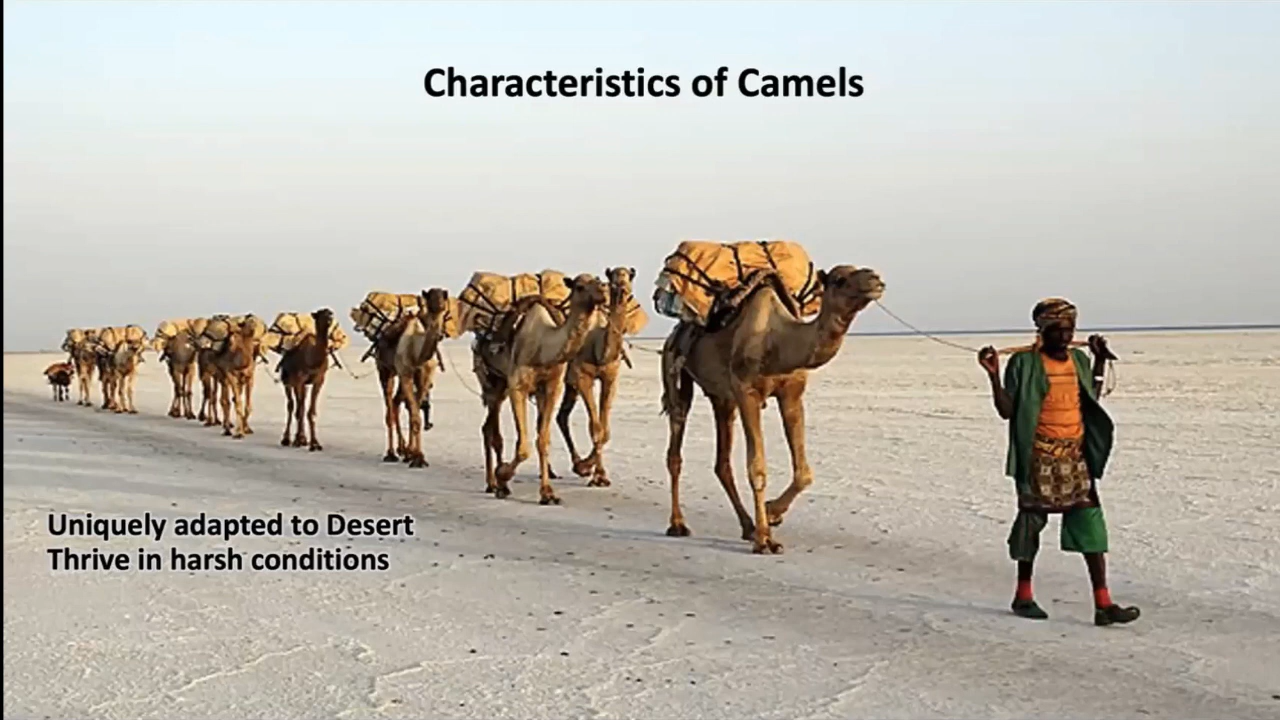 Characteristics of Camels
Uniquely adapted to Desert
Thrive in harsh conditions